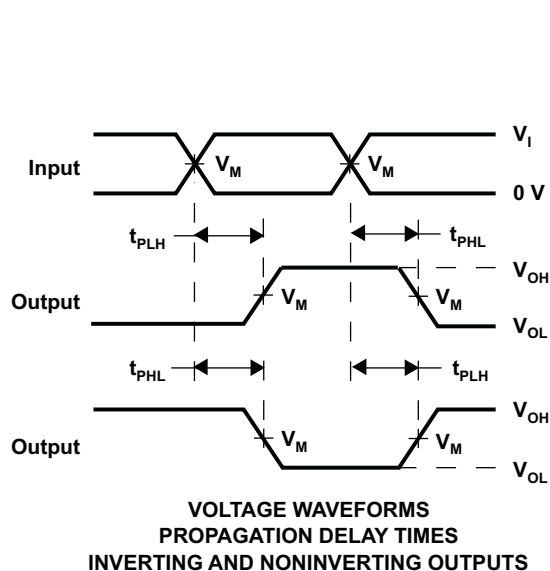 V_I
Input V_M V_M
0 V
t_PLH t_PHL
V_OH
Output V_M V_M
V_OL
t_PHL t_PLH
V_OH
Output V_M V_M
V_OL
VOLTAGE WAVEFORMS
PROPAGATION DELAY TIMES
INVERTING AND NONINVERTING OUTPUTS